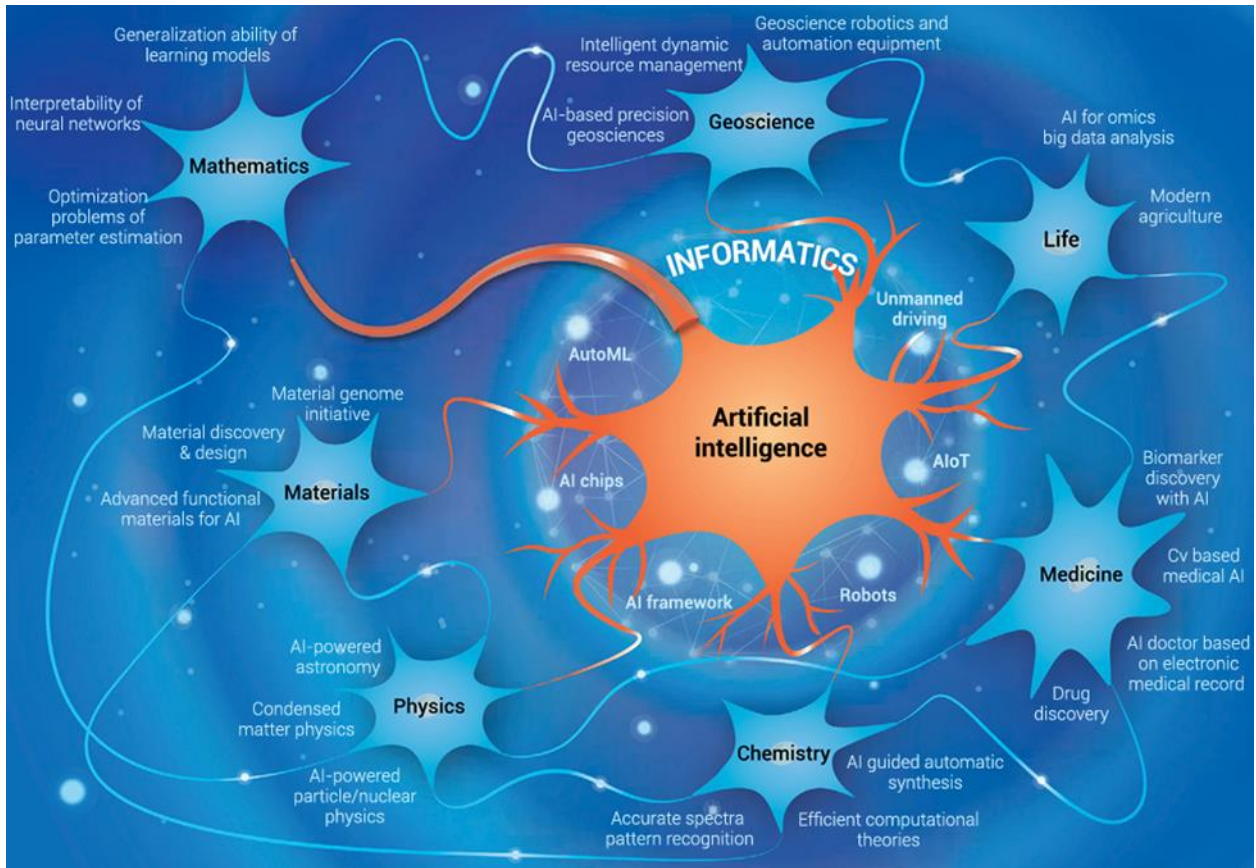 Generalization ability of
learning models
Interpretability of
neural networks
Mathematics
Optimization
problems of
parameter estimation
Intelligent dynamic
resource management
Geoscience robotics and
automation equipment
AI-based precision
geosciences
Geoscience
AI for omics
big data analysis
Modern
agriculture
Life
INFORMATICS
Unmanned
driving
AutoML
Artificial
intelligence
AIoT
AI chips
AI framework
Robots
Material genome
initiative
Material discovery
& design
Advanced functional
materials for AI
Materials
Biomarker
discovery
with AI
Cv based
medical AI
Medicine
AI doctor based
on electronic
medical record
Drug
discovery
AI-powered
astronomy
Condensed
matter physics
Physics
AI-powered
particle/nuclear
physics
Chemistry
AI guided automatic
synthesis
Accurate spectra
pattern recognition
Efficient computational
theories